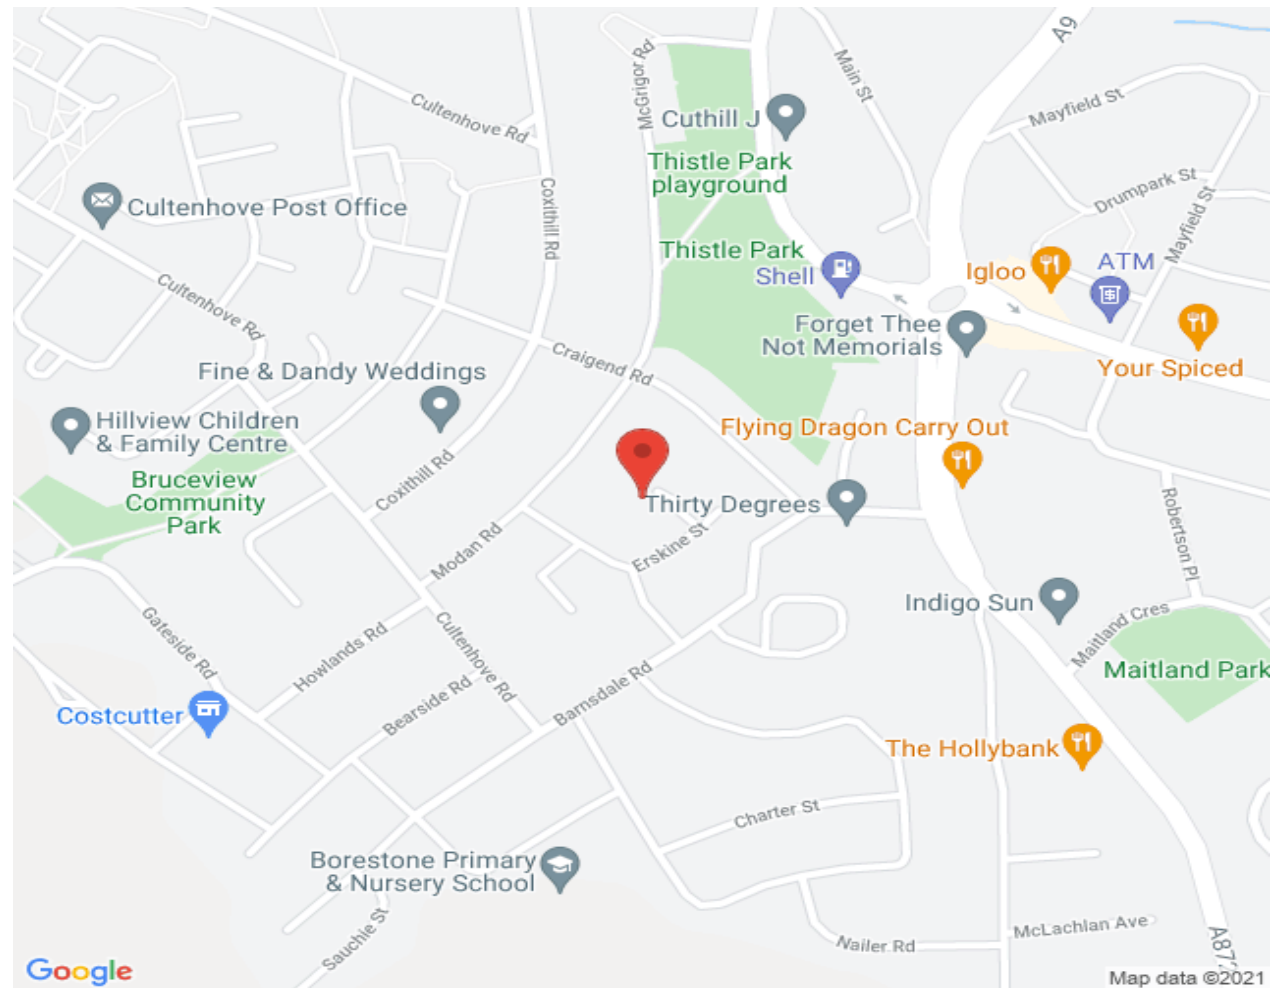 A9
McGrigor Rd
Main St
Cultenhove Rd
Mayfield St
Cuthill J
Thistle Park
playground
Drumpark St
Cultenhove Post Office
Coxithill Rd
Mayfield St
Thistle Park
Shell
Igloo
ATM
Cultenhove Rd
Forget Thee
Not Memorials
Craigend Rd
Your Spiced
Fine & Dandy Weddings
Hillview Children
& Family Centre
Flying Dragon Carry Out
Coxithill Rd
Bruceview
Community
Park
Thirty Degrees
Robertson Pl
Modan Rd
Erskine St
Indigo Sun
Gateside Rd
Howlands Rd
Cultenhove Rd
Maitland Cres
Maitland Park
Bearside Rd
Barnsdale Rd
Costcutter
The Hollybank
Charter St
Borestone Primary
& Nursery School
Sauchie St
Nailer Rd
McLachlan Ave
A872
Google
Map data ©2021